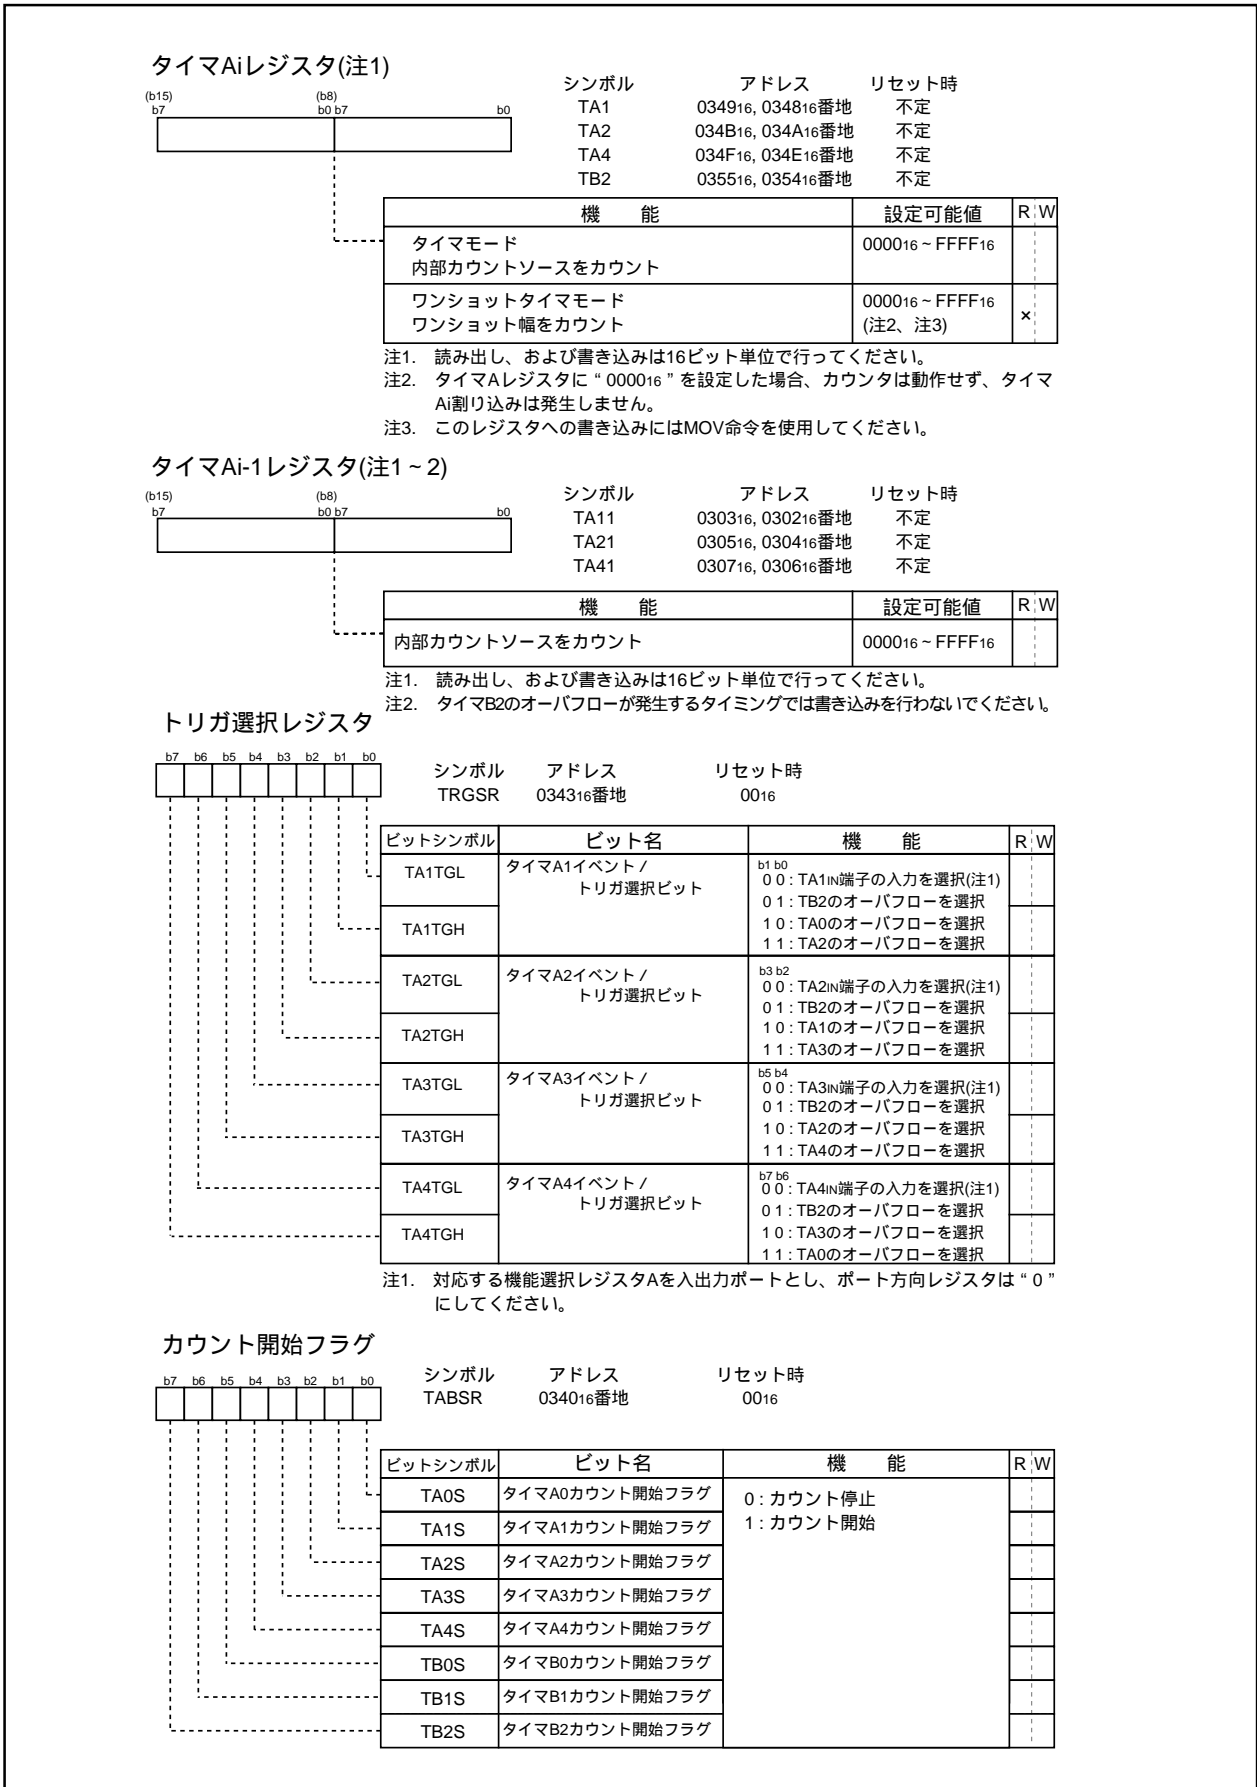 タイマAiレジスタ(注1)
(b15) (b8)
b7 b0 b7 b0
シンボル アドレス リセット時
TA1 034916, 034816番地 不定
TA2 034B16, 034A16番地 不定
TA4 034F16, 034E16番地 不定
TB2 035516, 035416番地 不定
機 能 設定可能値 R W
タイマモード 000016 ~ FFFF16
内部カウントソースをカウント
ワンショットタイマモード 000016 ~ FFFF16
ワンショット幅をカウント (注2、注3) ×
注1. 読み出し、および書き込みは16ビット単位で行ってください。
注2. タイマAレジスタに“000016”を設定した場合、カウンタは動作せず、タイマ
Ai割り込みは発生しません。
注3. このレジスタへの書き込みにはMOV命令を使用してください。
タイマAi-1レジスタ(注1 ~ 2)
(b15) (b8)
b7 b0 b7 b0
シンボル アドレス リセット時
TA11 030316, 030216番地 不定
TA21 030516, 030416番地 不定
TA41 030716, 030616番地 不定
機 能 設定可能値 R W
内部カウントソースをカウント 000016 ~ FFFF16
注1. 読み出し、および書き込みは16ビット単位で行ってください。
注2. タイマB2のオーバフローが発生するタイミングでは書き込みを行わないでください。
トリガ選択レジスタ
b7 b6 b5 b4 b3 b2 b1 b0
シンボル アドレス リセット時
TRGSR 034316番地 0016
ビットシンボル ビット名 機 能 R W
TA1TGL タイマA1イベント / トリガ選択ビット b1 b0
0 0 : TA1IN端子の入力を選択(注1)
0 1 : TB2のオーバフローを選択
TA1TGH 1 0 : TA0のオーバフローを選択
1 1 : TA2のオーバフローを選択
TA2TGL タイマA2イベント / トリガ選択ビット b3 b2
0 0 : TA2IN端子の入力を選択(注1)
0 1 : TB2のオーバフローを選択
TA2TGH 1 0 : TA1のオーバフローを選択
1 1 : TA3のオーバフローを選択
TA3TGL タイマA3イベント / トリガ選択ビット b5 b4
0 0 : TA3IN端子の入力を選択(注1)
0 1 : TB2のオーバフローを選択
TA3TGH 1 0 : TA2のオーバフローを選択
1 1 : TA4のオーバフローを選択
TA4TGL タイマA4イベント / トリガ選択ビット b7 b6
0 0 : TA4IN端子の入力を選択(注1)
0 1 : TB2のオーバフローを選択
TA4TGH 1 0 : TA3のオーバフローを選択
1 1 : TA0のオーバフローを選択
注1. 対応する機能選択レジスタAを入出力ポートとし、ポート方向レジスタは“0”
にしてください。
カウント開始フラグ
b7 b6 b5 b4 b3 b2 b1 b0
シンボル アドレス リセット時
TABSR 034016番地 0016
ビットシンボル ビット名 機 能 R W
TA0S タイマA0カウント開始フラグ 0 : カウント停止
TA1S タイマA1カウント開始フラグ 1 : カウント開始
TA2S タイマA2カウント開始フラグ
TA3S タイマA3カウント開始フラグ
TA4S タイマA4カウント開始フラグ
TB0S タイマB0カウント開始フラグ
TB1S タイマB1カウント開始フラグ
TB2S タイマB2カウント開始フラグ